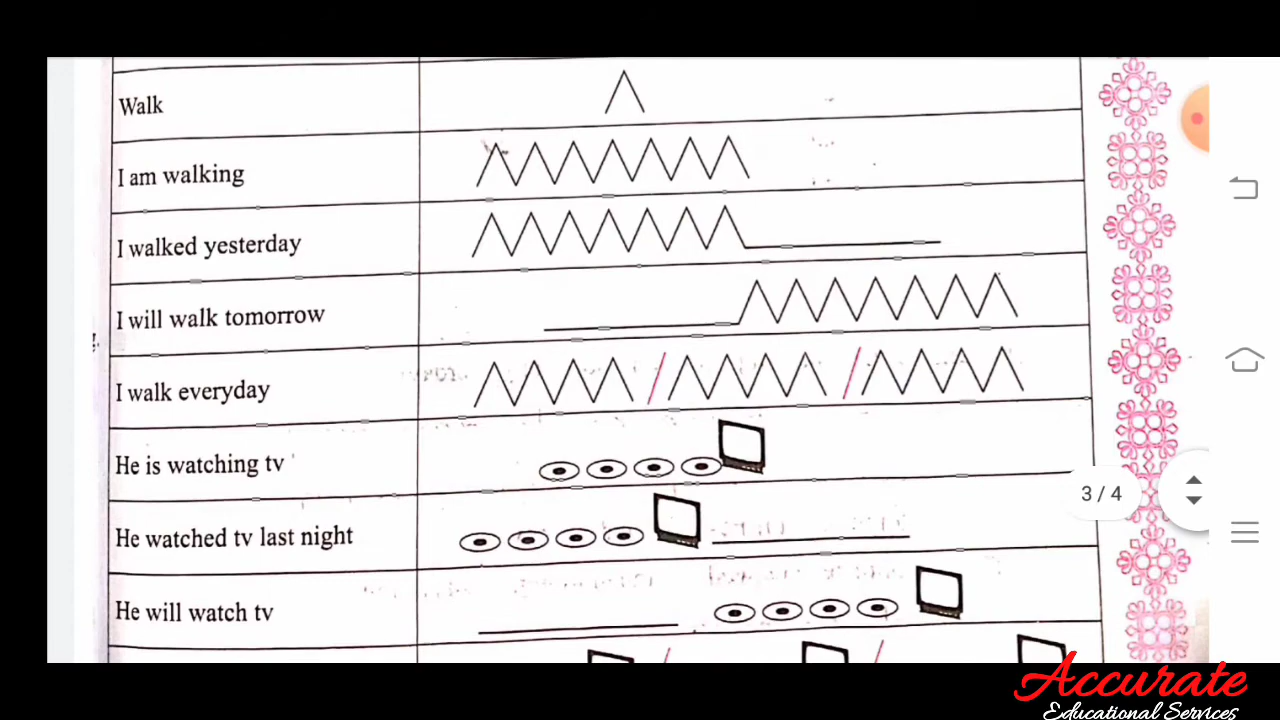 Walk
I am walking
I walked yesterday
I will walk tomorrow
I walk everyday
He is watching tv
3 / 4
He watched tv last night
He will watch tv
Accurate
Educational Services